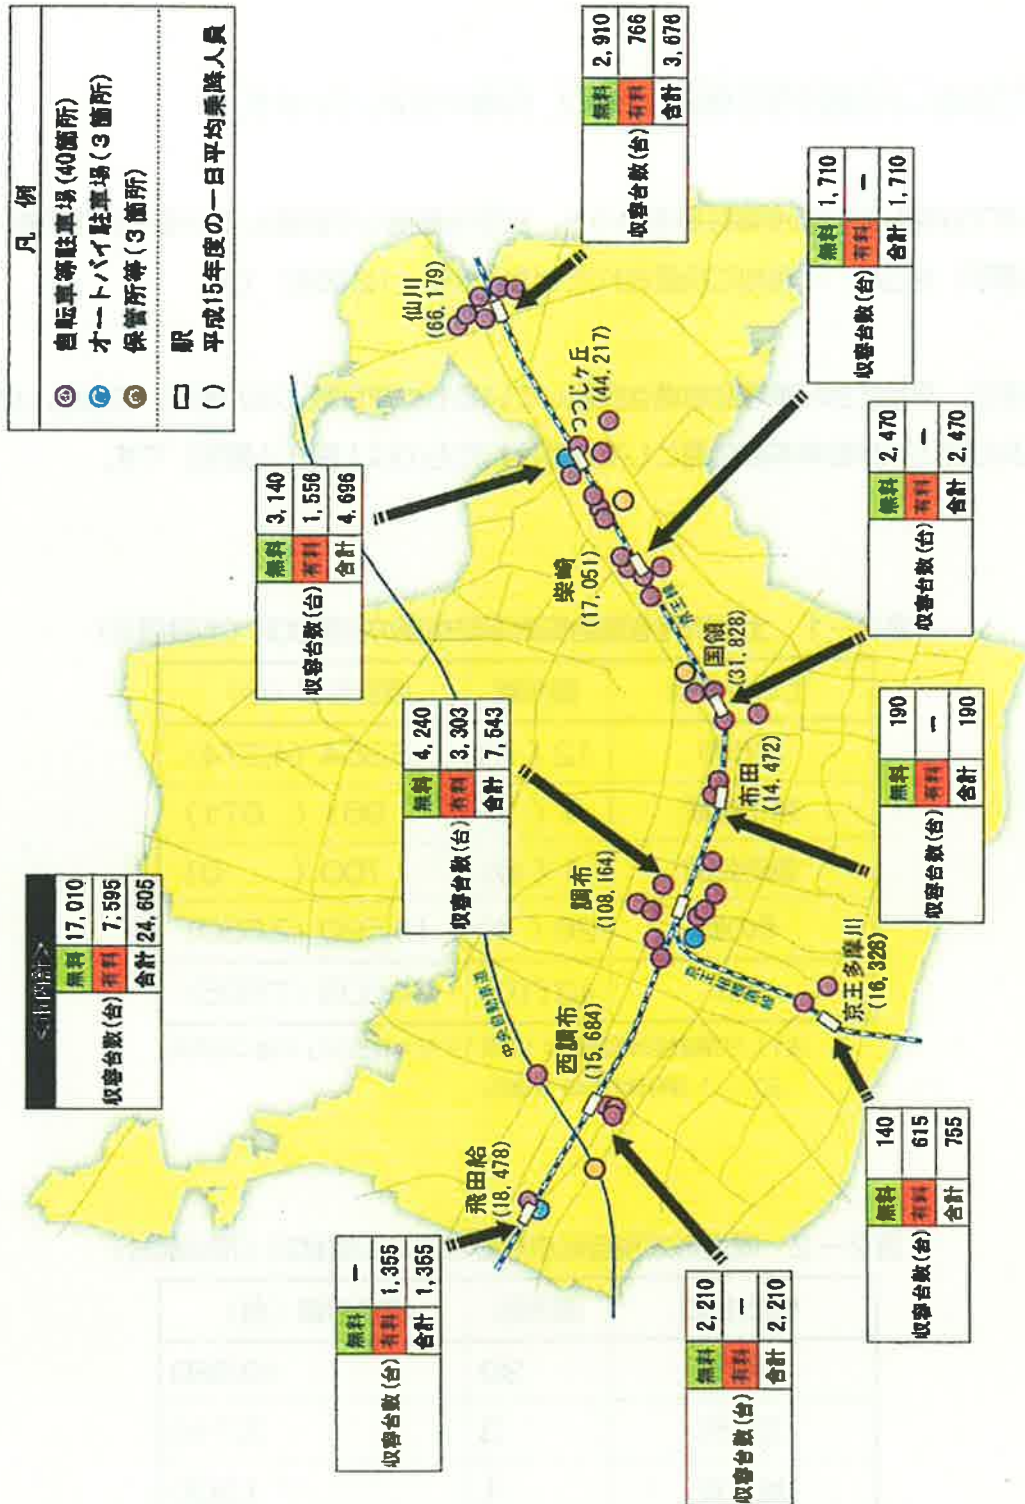 凡 例
自転車等駐車場(40箇所)
オートバイ駐車場(3箇所)
保管所等(3箇所)
駅
( ) 平成15年度の一日平均乗降人員
収容台数(台)
無料 17,010
有料 7,595
合計 24,605
収容台数(台)
無料 3,140
有料 1,556
合計 4,696
収容台数(台)
無料 4,240
有料 3,303
合計 7,543
収容台数(台)
無料 －
有料 1,355
合計 1,355
収容台数(台)
無料 2,910
有料 766
合計 3,676
収容台数(台)
無料 1,710
有料 －
合計 1,710
収容台数(台)
無料 2,470
有料 －
合計 2,470
収容台数(台)
無料 190
有料 －
合計 190
収容台数(台)
無料 140
有料 615
合計 755
収容台数(台)
無料 2,210
有料 －
合計 2,210
飛田給
(18,478)
西調布
(15,684)
調布
(108,164)
布田
(14,472)
国領
(31,828)
柴崎
(17,051)
つつじヶ丘
(44,217)
仙川
(66,179)
京王多摩川
(16,328)
中央自動車道
京王線
京王相模原線